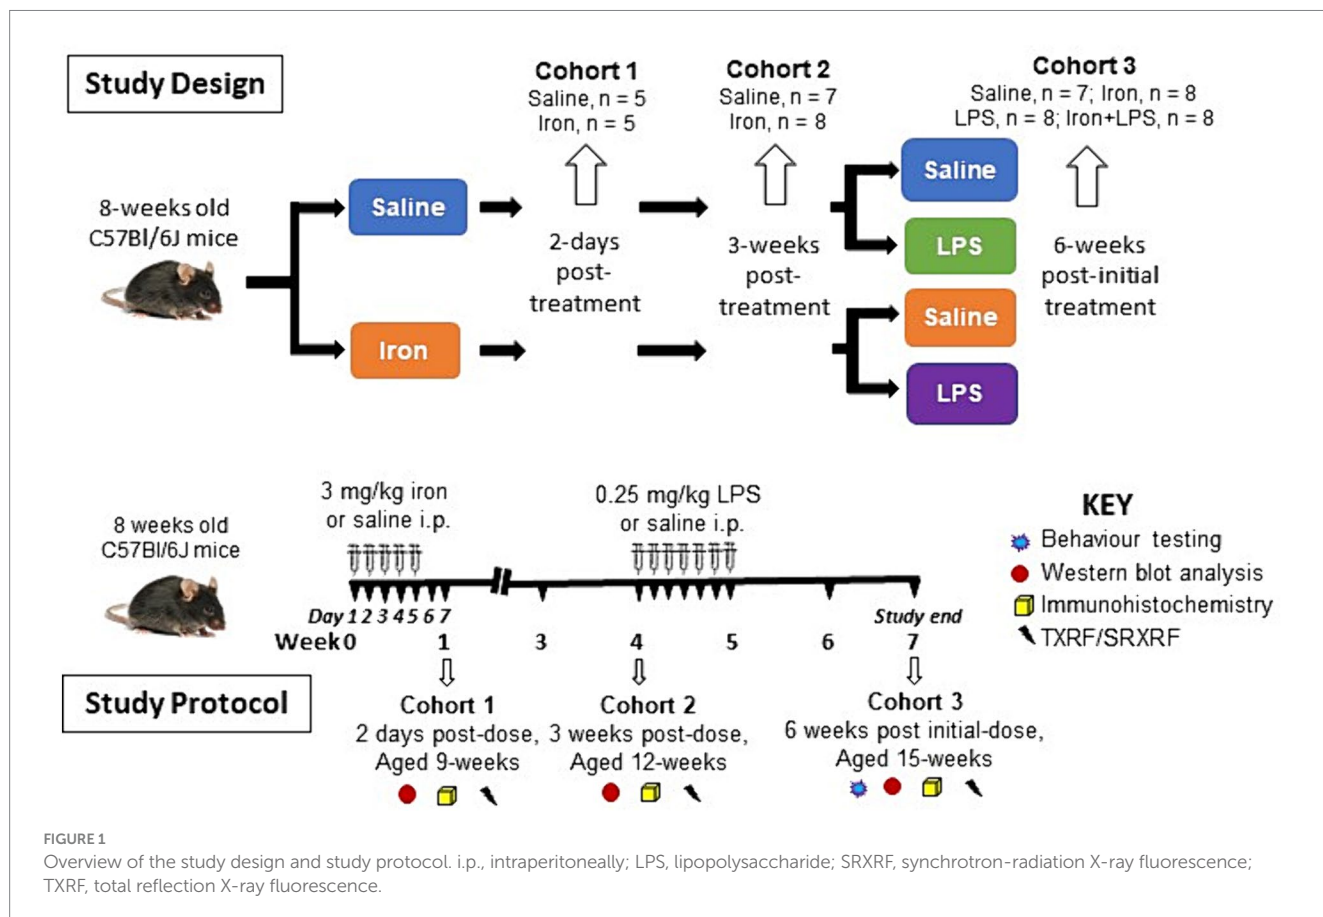 Study Design
Cohort 1
Saline, n = 5
Iron, n = 5
Cohort 2
Saline, n = 7
Iron, n = 8
Cohort 3
Saline, n = 7; Iron, n = 8
LPS, n = 8; Iron+LPS, n = 8
8-weeks old
C57Bl/6J mice
Saline
Iron
2-days
post-
treatment
3-weeks
post-
treatment
Saline
LPS
Saline
LPS
6-weeks
post-initial
treatment
8 weeks old
C57Bl/6J mice
3 mg/kg iron
or saline i.p.
0.25 mg/kg LPS
or saline i.p.
Day 1 2 3 4 5 6 7
Study end
Week 0 1 3 4 5 6 7
KEY
Behaviour testing
Western blot analysis
Immunohistochemistry
TXRF/SRXRF
Study Protocol
Cohort 1
2 days post-dose,
Aged 9-weeks
Cohort 2
3 weeks post-dose,
Aged 12-weeks
Cohort 3
6 weeks post initial-dose,
Aged 15-weeks
FIGURE 1
Overview of the study design and study protocol. i.p., intraperitoneally; LPS, lipopolysaccharide; SRXRF, synchrotron-radiation X-ray fluorescence;
TXRF, total reflection X-ray fluorescence.